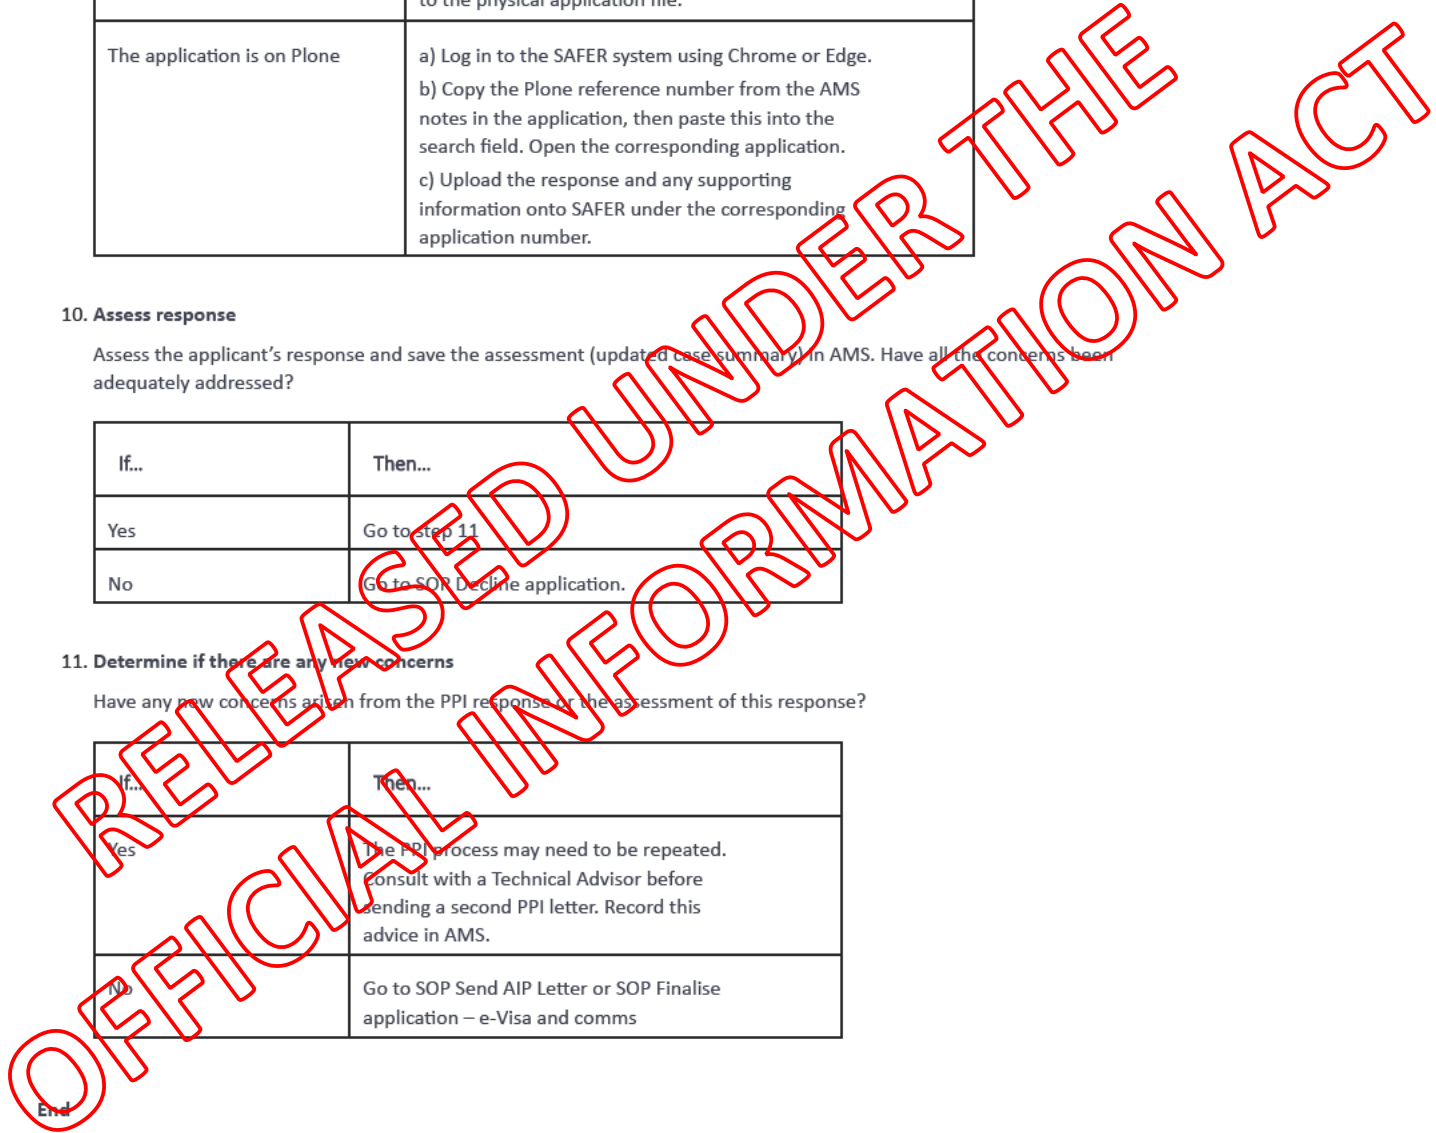 to the physical application file.
The application is on Plone
a) Log in to the SAFER system using Chrome or Edge.
b) Copy the Plone reference number from the AMS
notes in the application, then paste this into the
search field. Open the corresponding application.
c) Upload the response and any supporting
information onto SAFER under the corresponding
application number.
10. Assess response
Assess the applicant’s response and save the assessment (updated case summary) in AMS. Have all the concerns been
adequately addressed?
If...
Then...
Yes
Go to step 11
No
Go to SOP Decline application.
11. Determine if there are any new concerns
Have any new concerns arisen from the PPI response or the assessment of this response?
If...
Then...
Yes
The PPI process may need to be repeated.
Consult with a Technical Advisor before
sending a second PPI letter. Record this
advice in AMS.
No
Go to SOP Send AIP Letter or SOP Finalise
application – e-Visa and comms
End
RELEASED UNDER THE
OFFICIAL INFORMATION ACT